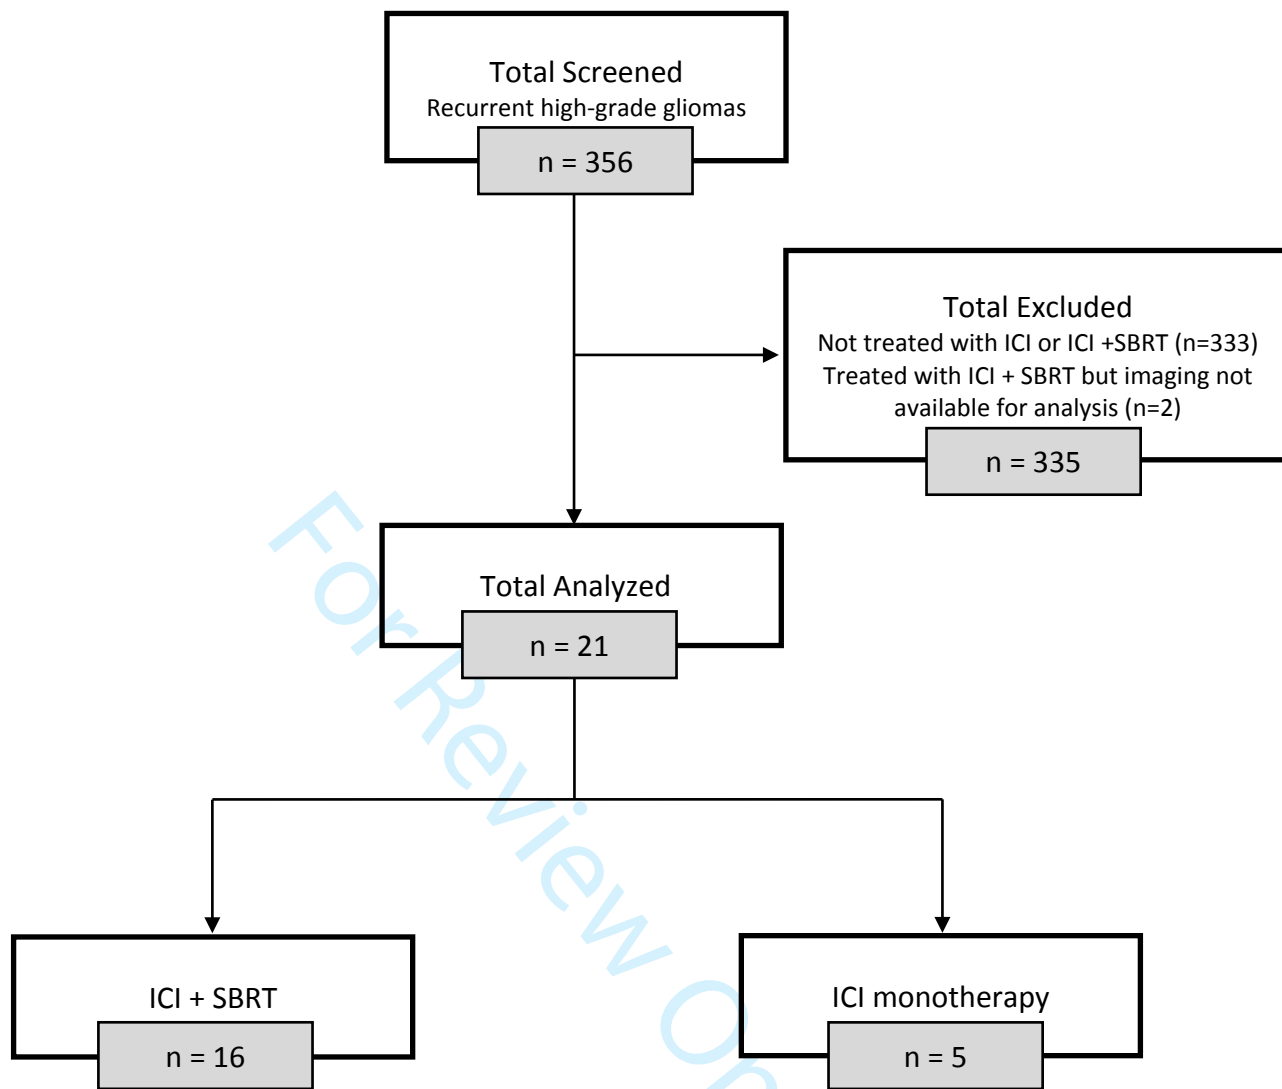 Total Screened
Recurrent high-grade gliomas
n = 356
Total Excluded
Not treated with ICI or ICI +SBRT (n=333)
Treated with ICI + SBRT but imaging not
available for analysis (n=2)
n = 335
Total Analyzed
n = 21
ICI + SBRT
n = 16
ICI monotherapy
n = 5
For Review